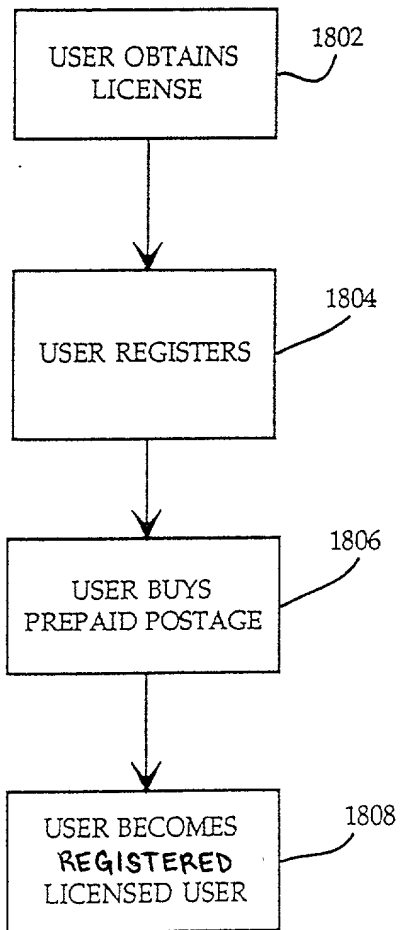 USER OBTAINS
LICENSE
1802
USER REGISTERS
1804
USER BUYS
PREPAID POSTAGE
1806
USER BECOMES
REGISTERED
LICENSED USER
1808